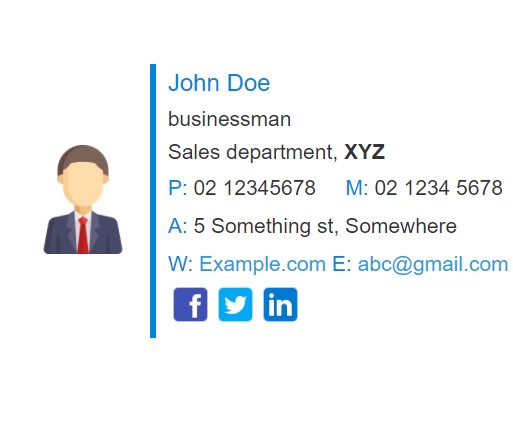 John Doe
businessman
Sales department, XYZ
P: 02 12345678 M: 02 1234 5678
A: 5 Something st, Somewhere
W: Example.com E: abc@gmail.com
f in